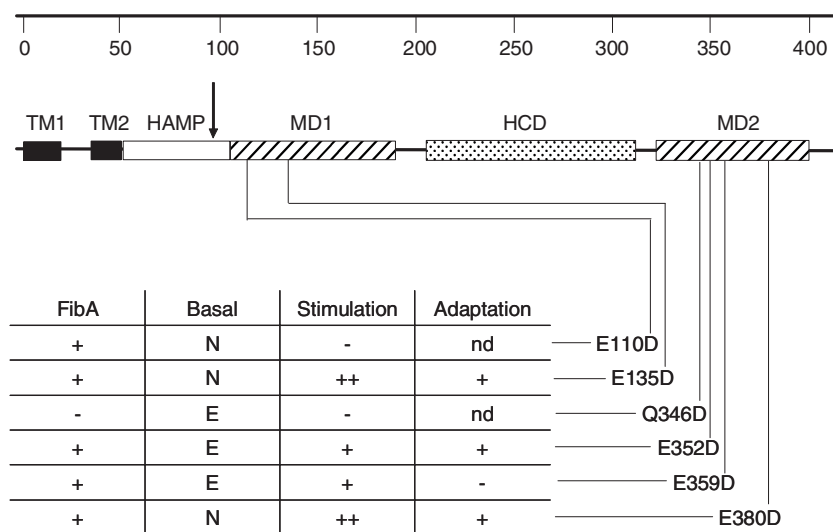 0 50 100 150 200 250 300 350 400
TM1 TM2 HAMP MD1 HCD MD2
FibA Basal Stimulation Adaptation
+ N - nd E110D
+ N ++ + E135D
- E - nd Q346D
+ E + + E352D
+ E + - E359D
+ N ++ + E380D